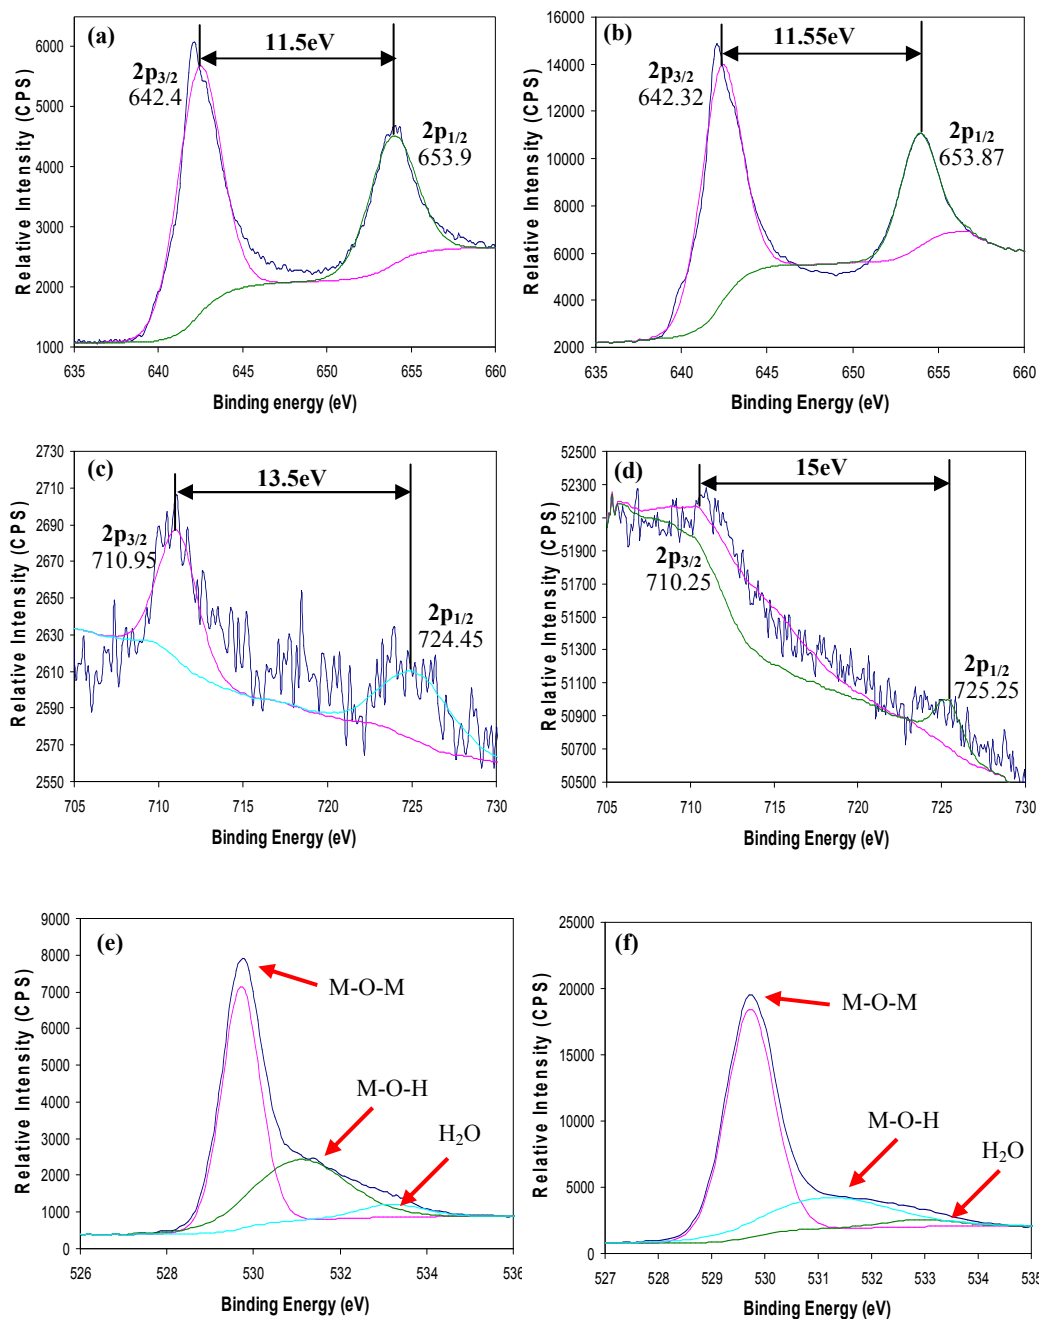 (a)
11.5eV
2p3/2
642.4
2p1/2
653.9
Relative Intensity (CPS)
6000
5000
4000
3000
2000
1000
635 640 645 650 655 660
Binding energy (eV)
(b)
11.55eV
2p3/2
642.32
2p1/2
653.87
Relative Intensity (CPS)
16000
14000
12000
10000
8000
6000
4000
2000
635 640 645 650 655 660
Binding Energy (eV)
(c)
13.5eV
2p3/2
710.95
2p1/2
724.45
Relative Intensity (CPS)
2730
2710
2690
2670
2650
2630
2610
2590
2570
2550
705 710 715 720 725 730
Binding Energy (eV)
(d)
15eV
2p3/2
710.25
2p1/2
725.25
Relative Intensity (CPS)
52500
52300
52100
51900
51700
51500
51300
51100
50900
50700
50500
705 710 715 720 725 730
Binding Energy (eV)
(e)
M-O-M
M-O-H
H2O
Relative Intensity (CPS)
9000
8000
7000
6000
5000
4000
3000
2000
1000
0
526 528 530 532 534 536
Binding Energy (eV)
(f)
M-O-M
M-O-H
H2O
Relative Intensity (CPS)
25000
20000
15000
10000
5000
0
527 528 529 530 531 532 533 534 535
Binding Energy (eV)